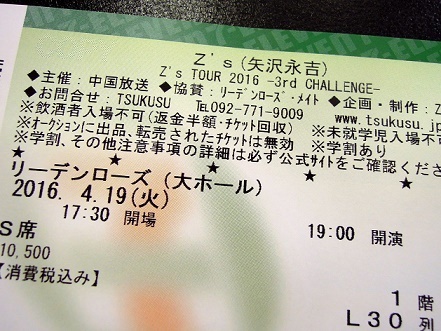 Z's(矢沢永吉)
Z's TOUR 2016 -3rd CHALLENGE-
◆主催：中国放送 ◆協賛：リーデンローズ・メイト ◆企画・制作：Z
◆お問合せ：TSUKUSU ℡092-771-9009 www.tsukusu.jp
※飲酒者入場不可(返金半額・チケット回収) ※未就学児入場不可
※オークションに出品、転売されたチケットは無効 ※学割あり
※学割、その他注意事項の詳細は必ず公式サイトをご確認くださ
★ ★ ★ ★ ★ ★
リーデンローズ (大ホール)
2016. 4.19(火)
17:30 開場 19:00 開演
S席
10,500
【消費税込み】
1 階
L30 列